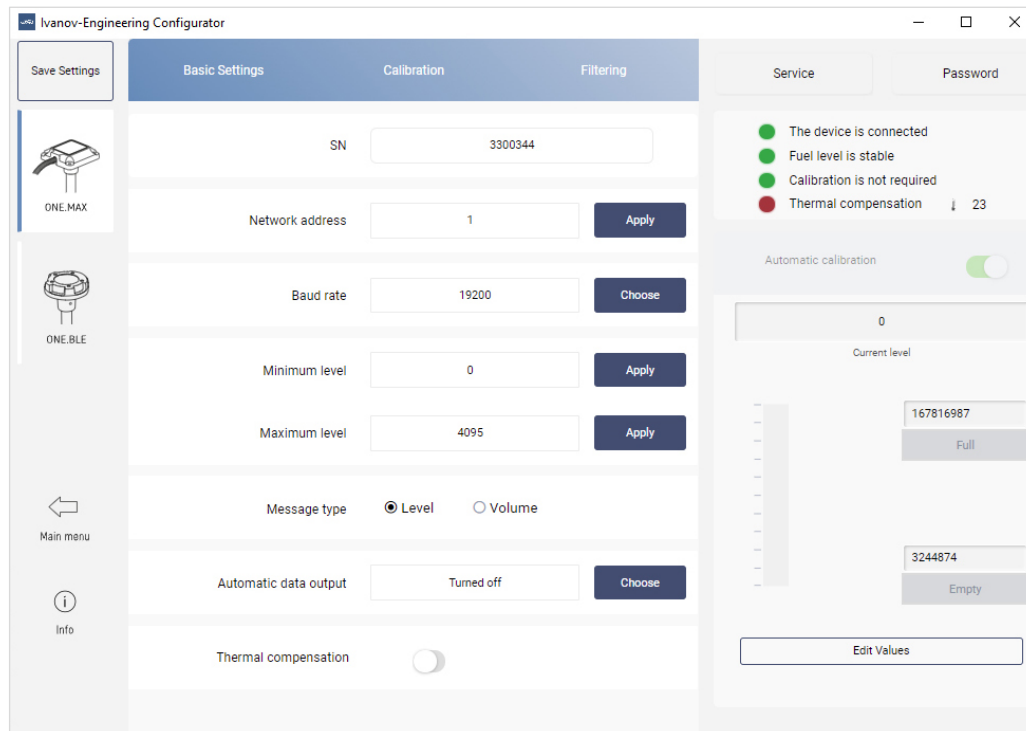 Ivanov-Engineering Configurator
Save Settings
Basic Settings
Calibration
Filtering
Service
Password
ONE.MAX
ONE.BLE
Main menu
Info
SN
3300344
Network address
1
Apply
Baud rate
19200
Choose
Minimum level
0
Apply
Maximum level
4095
Apply
Message type
Level
Volume
Automatic data output
Turned off
Choose
Thermal compensation
The device is connected
Fuel level is stable
Calibration is not required
Thermal compensation 23
Automatic calibration
0
Current level
167816987
Full
3244874
Empty
Edit Values